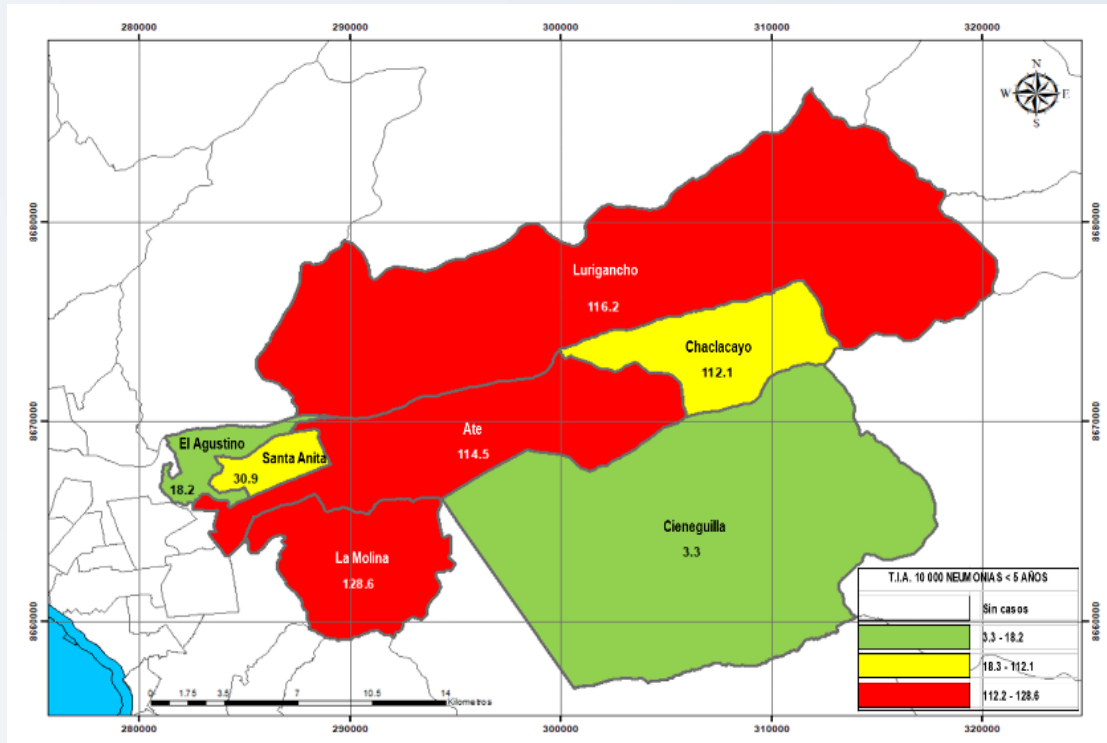 280000 290000 300000 310000 320000
N
W E
S
8680000 8680000
Lurigancho
116.2
Chaclacayo
112.1
8670000 8670000
Ate
114.5
El Agustino
Santa Anita
30.9
18.2
Cieneguilla
3.3
La Molina
128.6
T.I.A. 10 000 NEUMONIAS < 5 AÑOS
Sin casos
3.3 - 18.2
18.3 - 112.1
112.2 - 128.6
8660000 8660000
0 1.75 3.5 7 10.5 14
Kilometros
280000 290000 300000 310000 320000